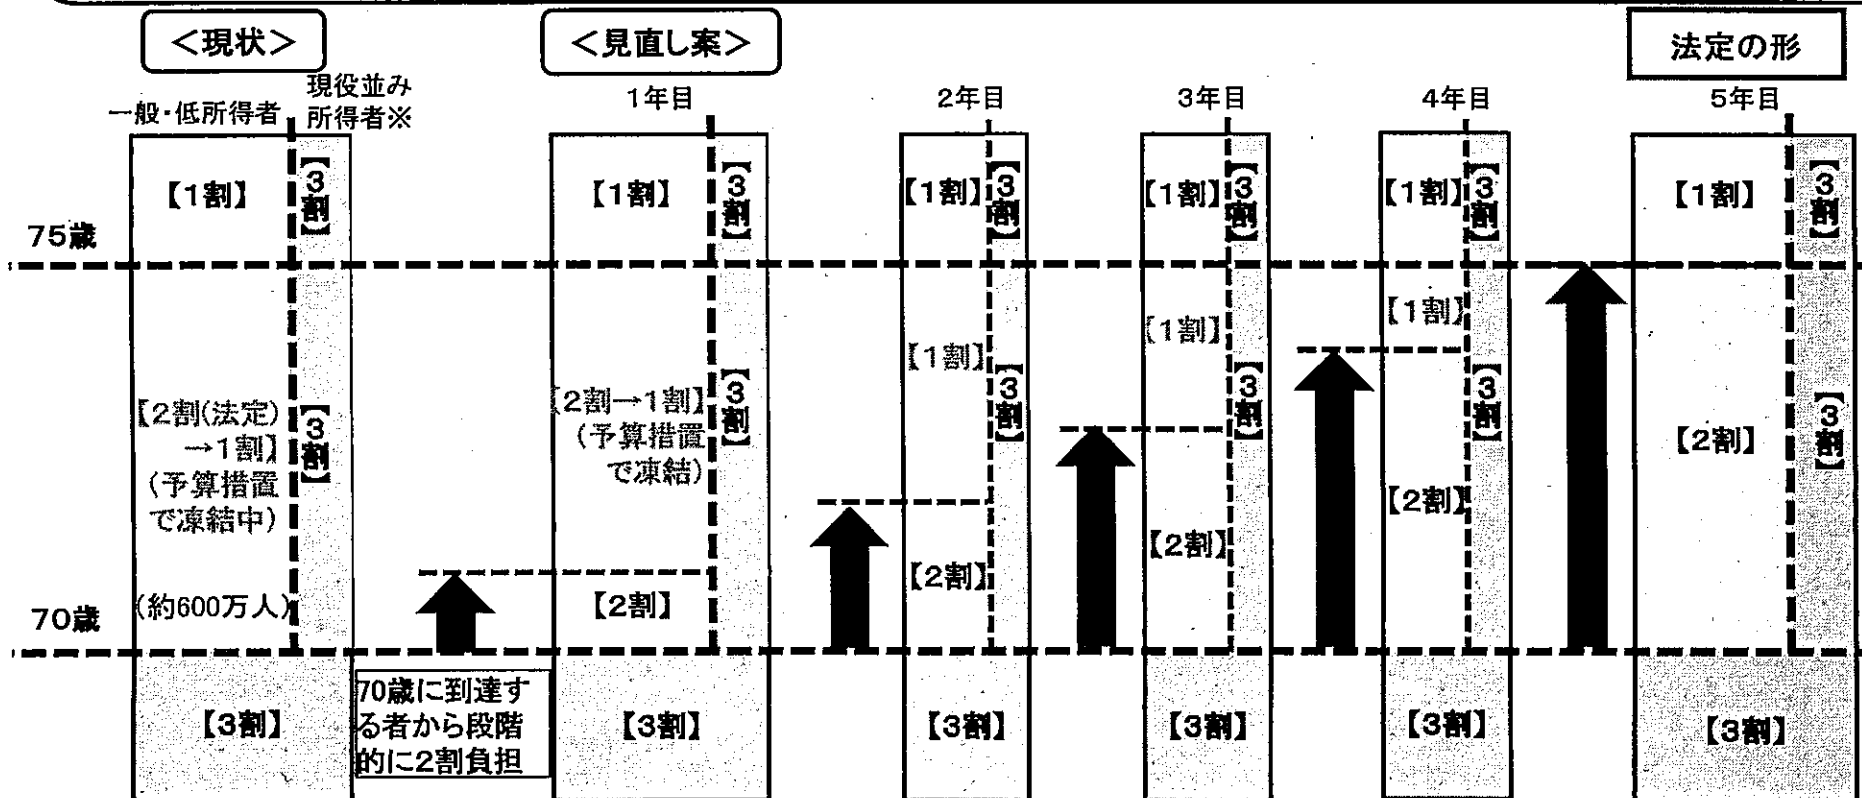 ＜現状＞
＜見直し案＞
法定の形
一般・低所得者
現役並み
所得者※
1年目
2年目
3年目
4年目
5年目
【1割】
【3割】
【1割】
【3割】
【1割】
【3割】
【1割】
【3割】
【1割】
【3割】
【1割】
【3割】
75歳
【2割(法定)
→1割】
(予算措置
で凍結中)
(約600万人)
【3割】
【2割→1割】
(予算措置
で凍結)
【2割】
【3割】
【1割】
【2割】
【3割】
【1割】
【2割】
【3割】
【1割】
【2割】
【3割】
【2割】
【3割】
70歳
【3割】
70歳に到達す
る者から段階
的に2割負担
【3割】
【3割】
【3割】
【3割】
【3割】